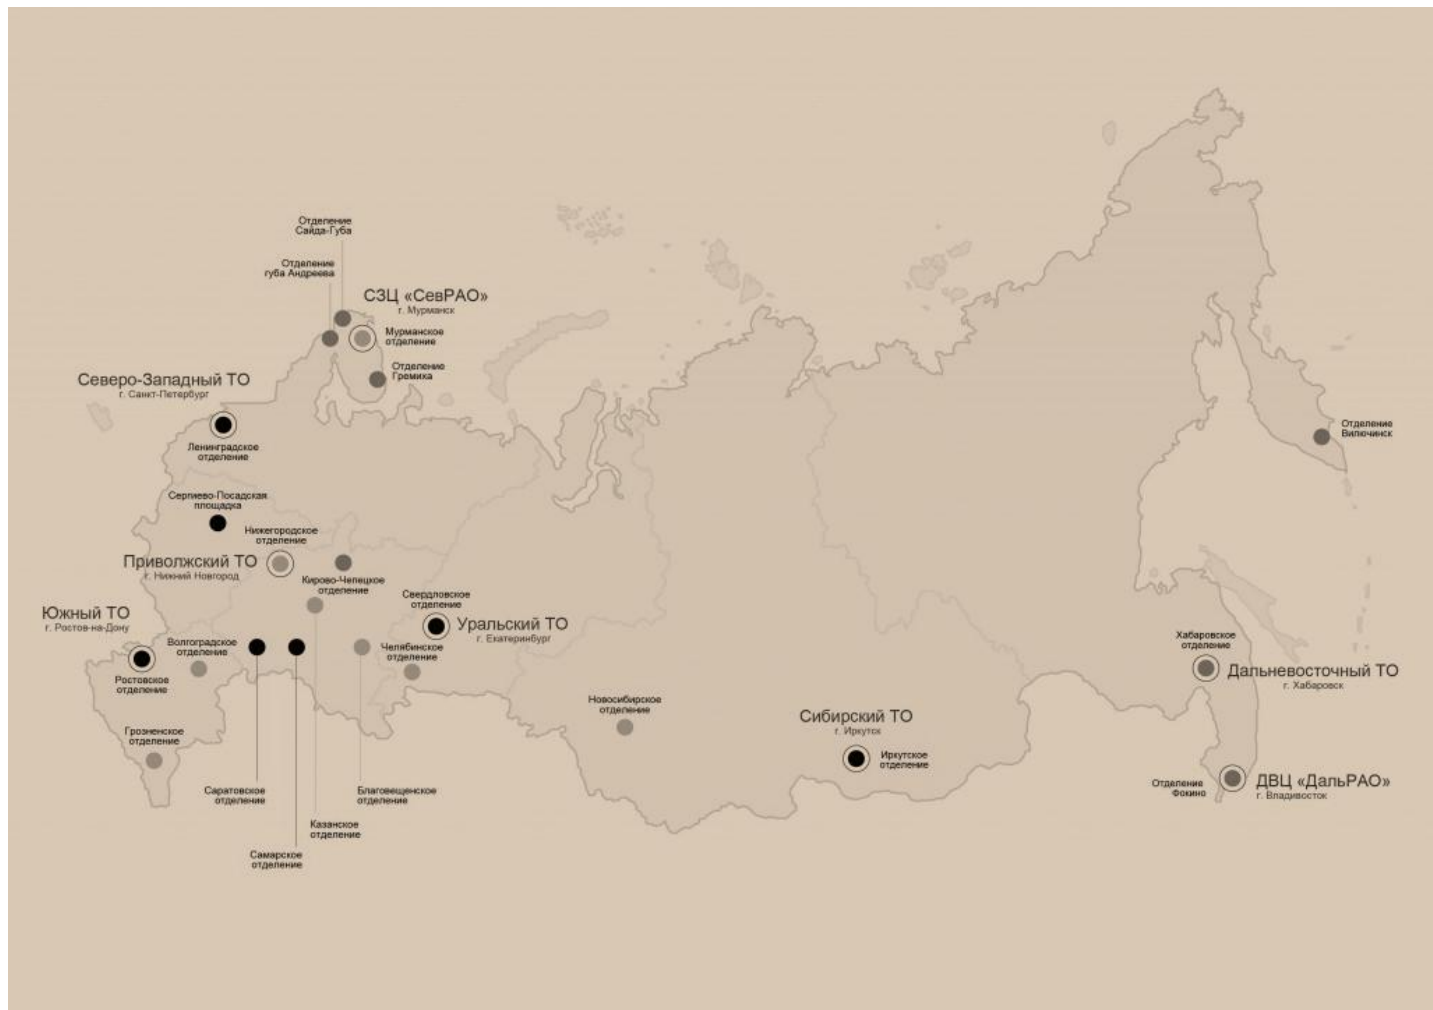 Отделение
Сайда-Губа
Отделение
губа Андреева
СЗЦ «СевРАО»
г. Мурманск
Мурманское
отделение
Отделение
Гремиха
Северо-Западный ТО
г. Санкт-Петербург
Ленинградское
отделение
Отделение
Вилючинск
Сергиево-Посадская
площадка
Нижегородское
отделение
Приволжский ТО
г. Нижний Новгород
Кирово-Чепецкое
отделение
Свердловское
отделение
Уральский ТО
г. Екатеринбург
Южный ТО
г. Ростов-на-Дону
Волгоградское
отделение
Челябинское
отделение
Хабаровское
отделение
Дальневосточный ТО
г. Хабаровск
Ростовское
отделение
Новосибирское
отделение
Сибирский ТО
г. Иркутск
Иркутское
отделение
Грозненское
отделение
Отделение
Фокино
ДВЦ «ДальРАО»
г. Владивосток
Саратовское
отделение
Благовещенское
отделение
Казанское
отделение
Самарское
отделение